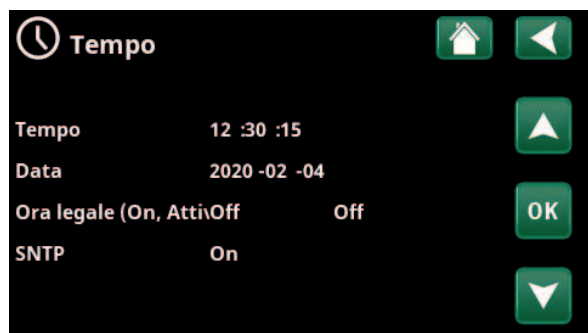 Tempo
Tempo 12 :30 :15
Data 2020 -02 -04
Ora legale (On, Atti Off Off
OK
SNTP On